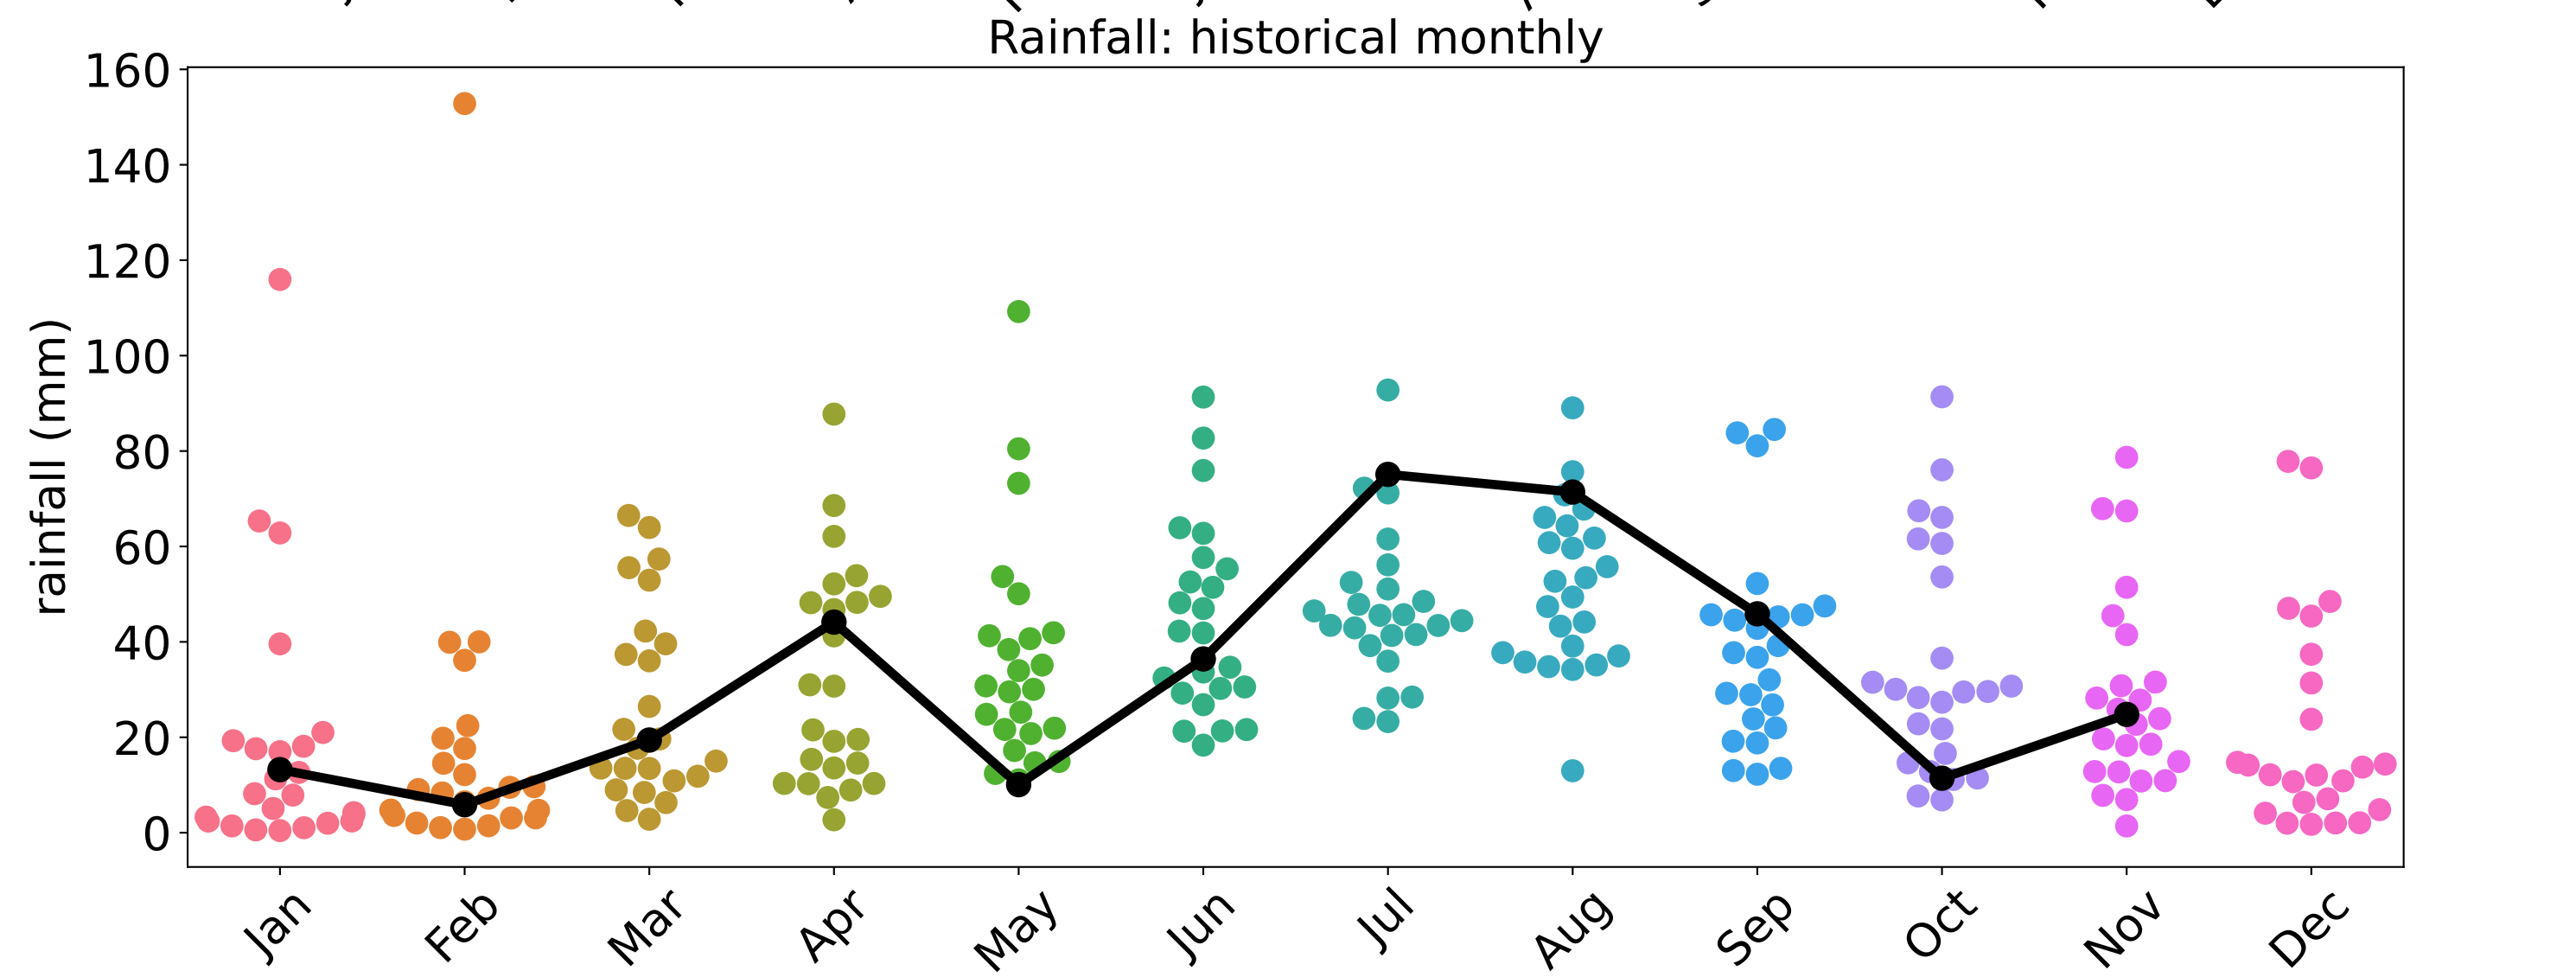 Rainfall: historical monthly
rainfall (mm)
160
140
120
100
80
60
40
20
0
Jan
Feb
Mar
Apr
May
Jun
Jul
Aug
Sep
Oct
Nov
Dec